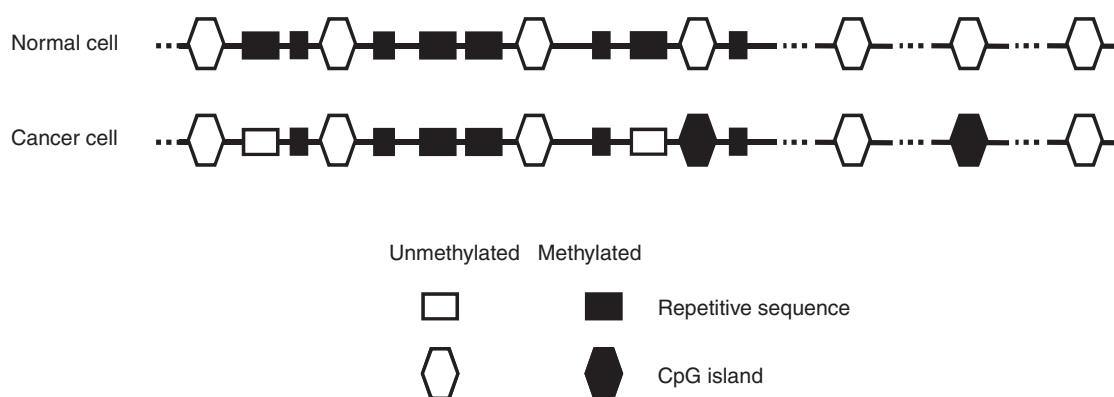 Normal cell
Cancer cell
Unmethylated Methylated
Repetitive sequence
CpG island